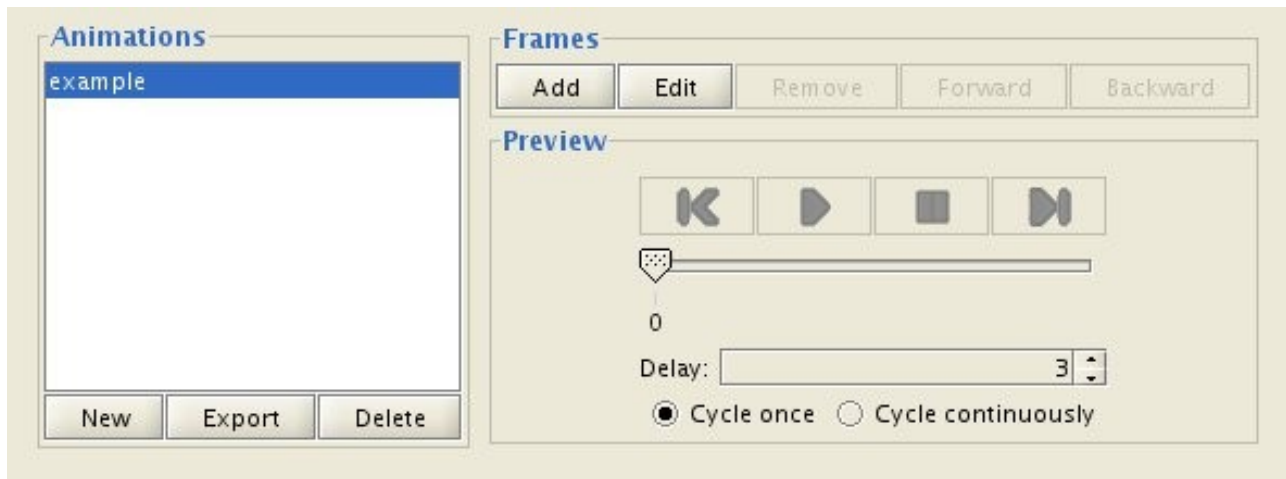 Animations
example
New Export Delete
Frames
Add Edit Remove Forward Backward
Preview
0
Delay: 3
Cycle once Cycle continuously